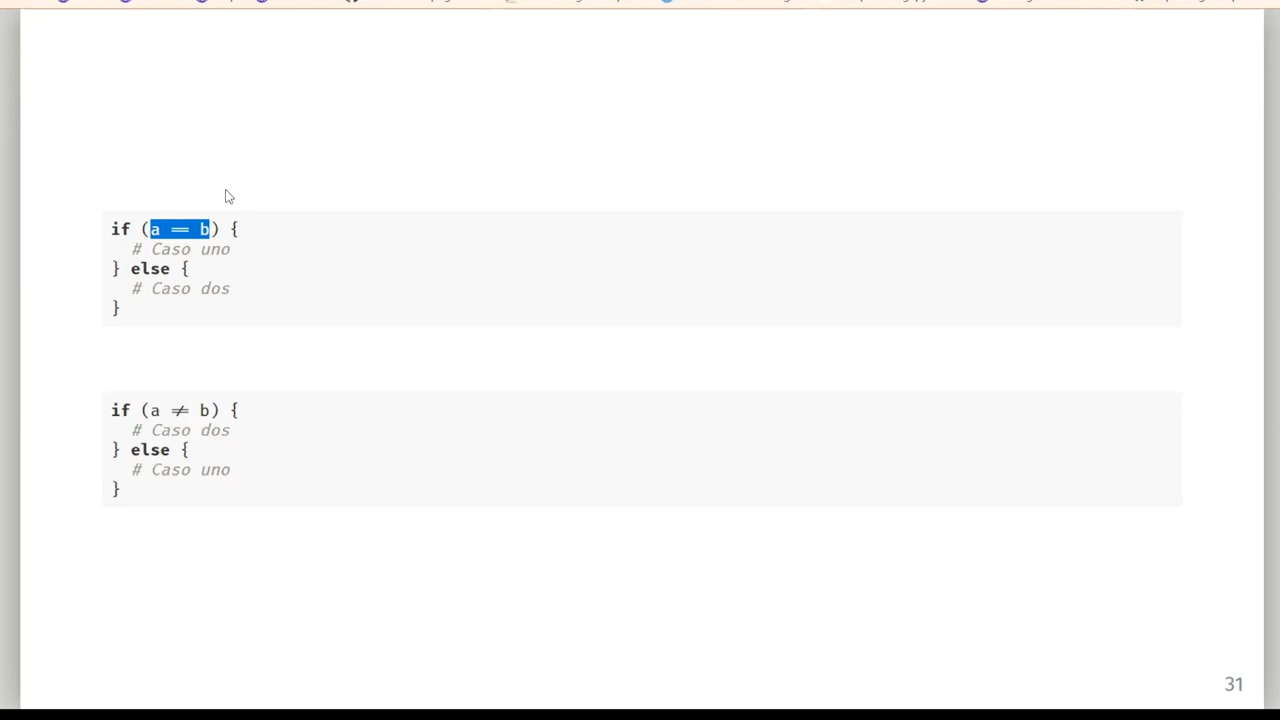 if (a == b) {
# Caso uno
} else {
# Caso dos
}
if (a != b) {
# Caso dos
} else {
# Caso uno
}
31